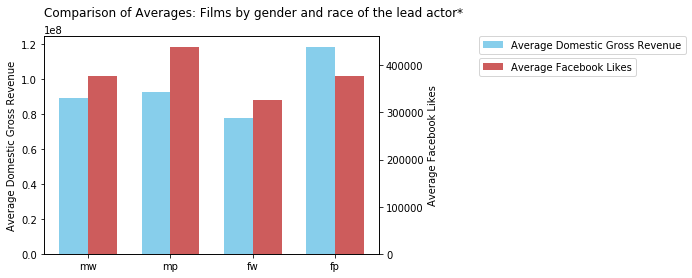 Comparison of Averages: Films by gender and race of the lead actor*
1e8
Average Domestic Gross Revenue
Average Facebook Likes
1.2
1.0
0.8
0.6
0.4
0.2
0.0
Average Domestic Gross Revenue
400000
300000
200000
100000
0
Average Facebook Likes
mw mp fw fp